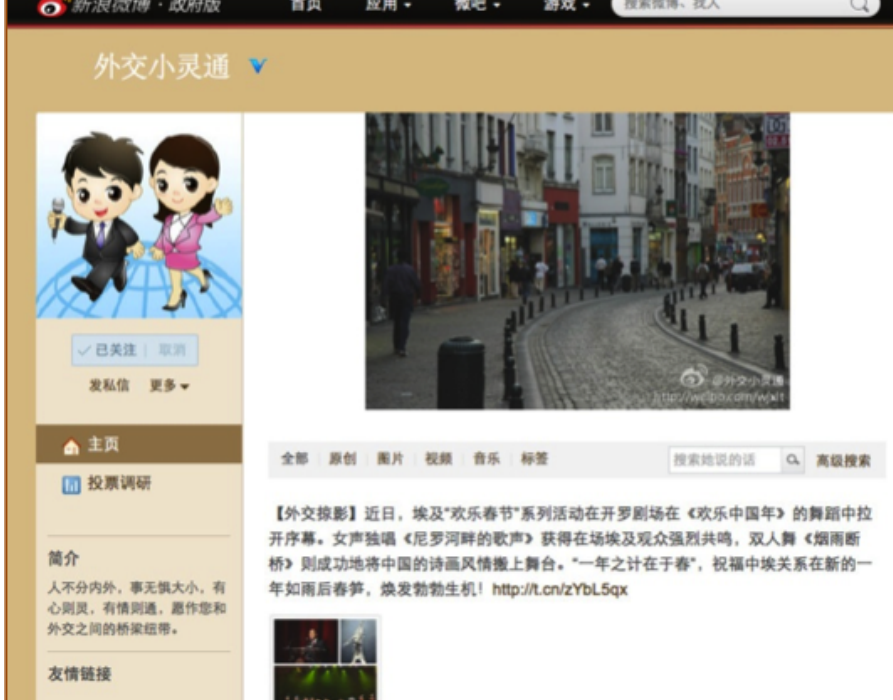 新浪微博·政府版
首页 应用 微吧 游戏 搜索微博、找人
外交小灵通
已关注 取消
发私信 更多
主页
投票调研
简介
人不分内外，事无惧大小，有
心则灵，有情则通，愿作您和
外交之间的桥梁纽带。
友情链接
@外交小灵通
http://weibo.com/wjxlt
全部 原创 图片 视频 音乐 标签 搜索她说的话 高级搜索
【外交掠影】近日，埃及“欢乐春节”系列活动在开罗剧场在《欢乐中国年》的舞蹈中拉
开序幕。女声独唱《尼罗河畔的歌声》获得在场埃及观众强烈共鸣，双人舞《烟雨断
桥》则成功地将中国的诗画风情搬上舞台。“一年之计在于春”，祝福中埃关系在新的一
年如雨后春笋，焕发勃勃生机！http://t.cn/zYbL5qx